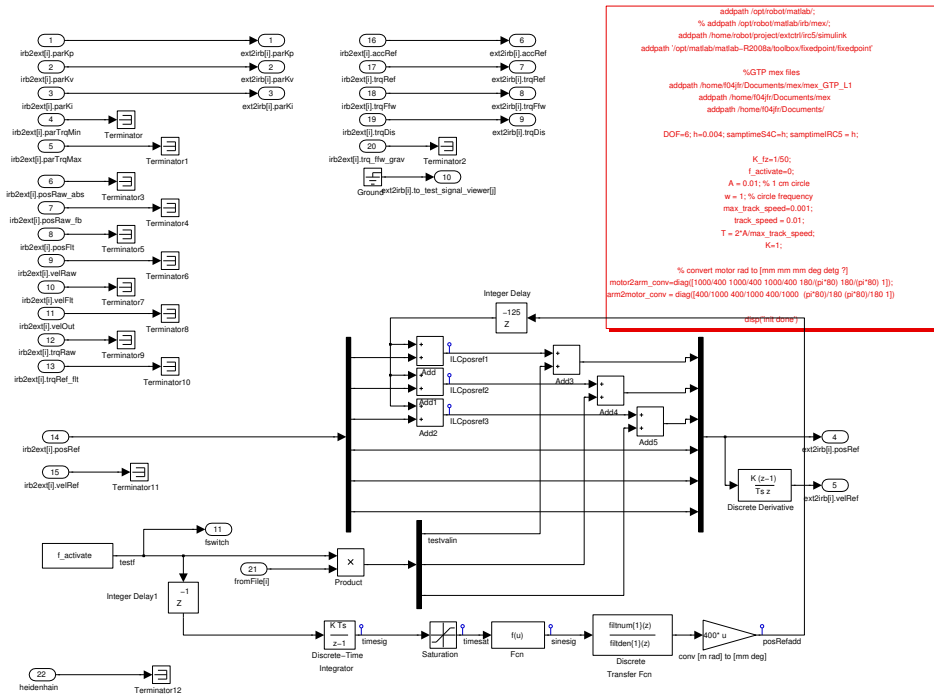 1
irb2ext[i].parKp
1
ext2irb[i].parKp
2
irb2ext[i].parKv
2
ext2irb[i].parKv
3
irb2ext[i].parKi
3
ext2irb[i].parKi
4
irb2ext[i].parTrqMin
Terminator
5
irb2ext[i].parTrqMax
Terminator1
6
irb2ext[i].posRaw_abs
Terminator3
7
irb2ext[i].posRaw_fb
Terminator4
8
irb2ext[i].posFlt
Terminator5
9
irb2ext[i].velRaw
Terminator6
10
irb2ext[i].velFlt
Terminator7
11
irb2ext[i].velOut
Terminator8
12
irb2ext[i].trqRaw
Terminator9
13
irb2ext[i].trqRef_flt
Terminator10
16
irb2ext[i].accRef
6
ext2irb[i].accRef
17
irb2ext[i].trqRef
7
ext2irb[i].trqRef
18
irb2ext[i].trqFfw
8
ext2irb[i].trqFfw
19
irb2ext[i].trqDis
9
ext2irb[i].trqDis
20
irb2ext[i].trq_ffw_grav
Terminator2
Ground
10
ext2irb[i].to_test_signal_viewer[j]
addpath /opt/robot/matlab/;
% addpath /opt/robot/matlab/irb/mex/;
addpath /home/robot/project/extctrl/irc5/simulink
addpath '/opt/matlab/matlab-R2008a/toolbox/fixedpoint/fixedpoint'
%GTP mex files
addpath /home/f04jfr/Documents/mex/mex_GTP_L1
addpath /home/f04jfr/Documents/mex
addpath /home/f04jfr/Documents/
DOF=6; h=0.004; samptimeS4C=h; samptimeIRC5 = h;
K_fz=1/50;
f_activate=0;
A = 0.01; % 1 cm circle
w = 1; % circle frequency
max_track_speed=0.001;
track_speed = 0.01;
T = 2*A/max_track_speed;
K=1;
% convert motor rad to [mm mm mm deg detg ?]
motor2arm_conv=diag([1000/400 1000/400 1000/400 180/(pi*80) 180/(pi*80) 1]);
arm2motor_conv = diag([400/1000 400/1000 400/1000 (pi*80)/180 (pi*80)/180 1])
disp('Init done')
Integer Delay
-125
Z
Add
ILCposref1
Add1
ILCposref2
Add2
ILCposref3
Add3
Add4
Add5
14
irb2ext[i].posRef
15
irb2ext[i].velRef
Terminator11
4
ext2irb[i].posRef
K (z-1)
Ts z
Discrete Derivative
5
ext2irb[i].velRef
11
fswitch
f_activate
testf
21
fromFile[i]
×
Product
testvalin
Integer Delay1
-1
Z
K Ts
z-1
Discrete-Time
Integrator
timesig
Saturation
timesat
f(u)
Fcn
sinesig
filtnum{1}(z)
filtden{1}(z)
Discrete
Transfer Fcn
400* u
conv [m rad] to [mm deg]
posRefadd
22
heidenhain
Terminator12